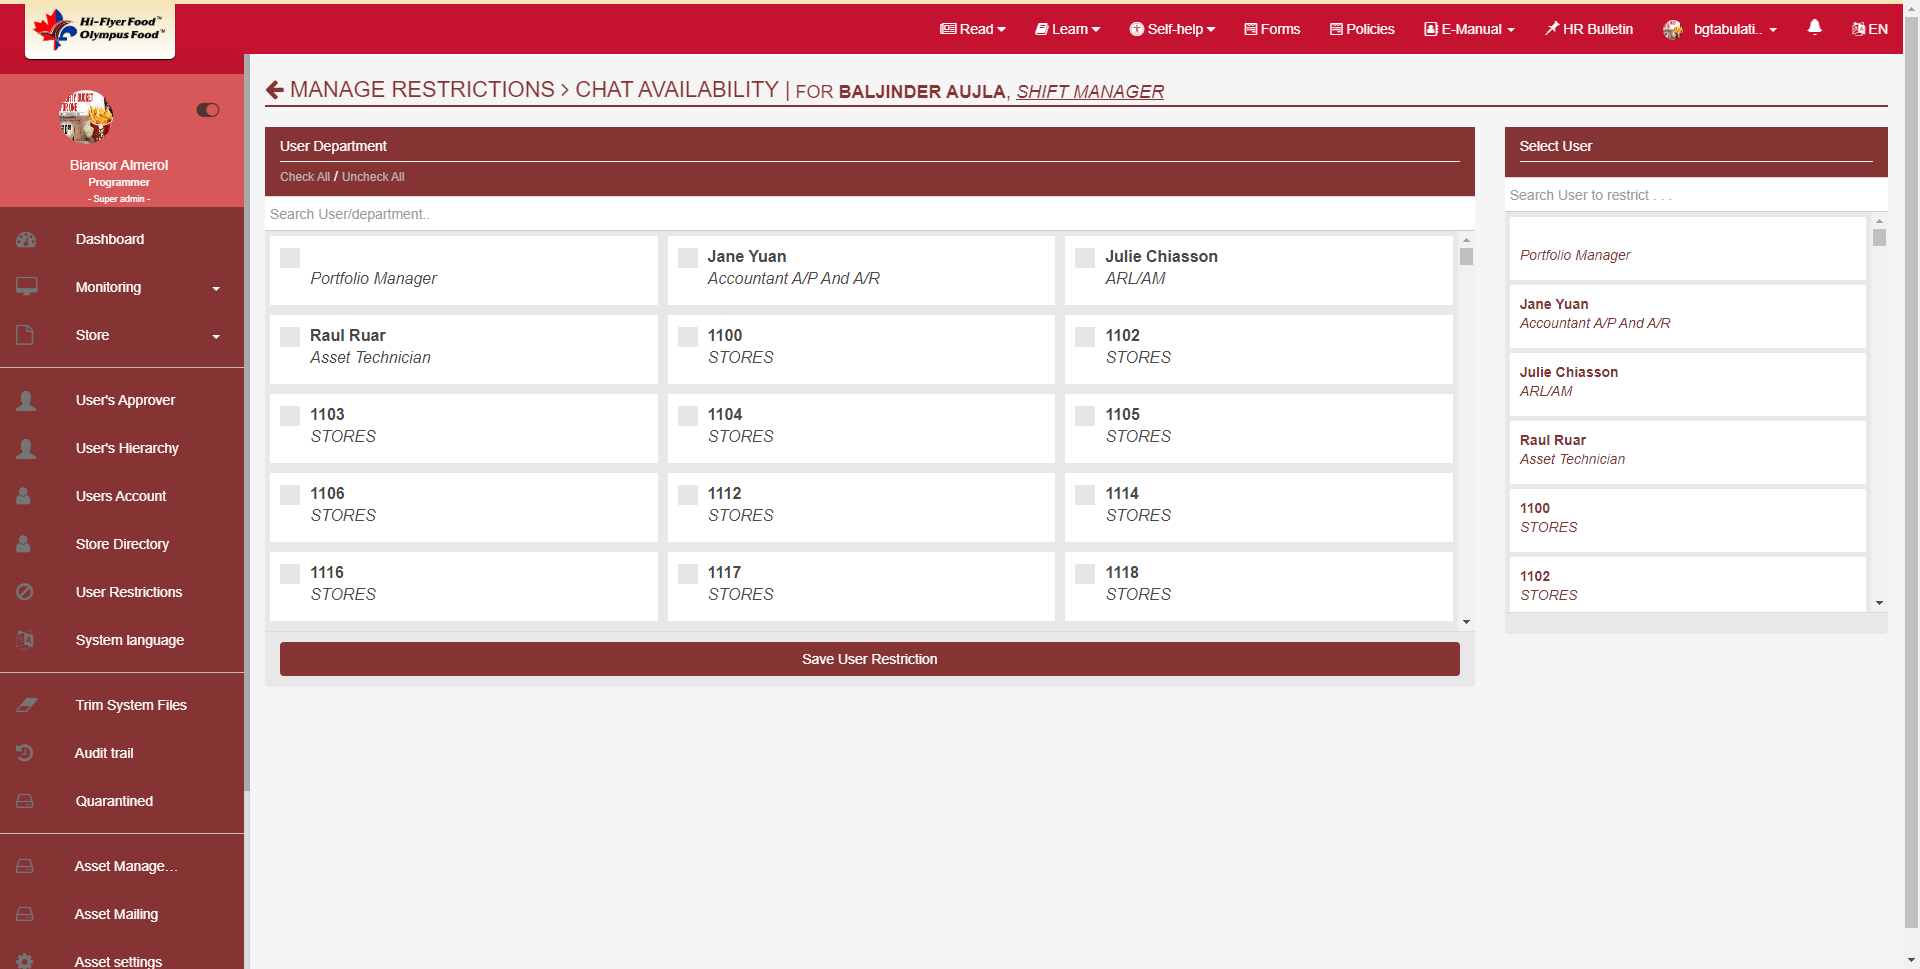 Hi-Flyer Food™
Olympus Food™
Read
Learn
Self-help
Forms
Policies
E-Manual
HR Bulletin
bgtabulati..
EN
Biansor Almerol
Programmer
- Super admin -
Dashboard
Monitoring
Store
User's Approver
User's Hierarchy
Users Account
Store Directory
User Restrictions
System language
Trim System Files
Audit trail
Quarantined
Asset Manage...
Asset Mailing
Asset settings
MANAGE RESTRICTIONS > CHAT AVAILABILITY | FOR BALJINDER AUJLA, SHIFT MANAGER
User Department
Check All / Uncheck All
Search User/department..
Portfolio Manager
Jane Yuan
Accountant A/P And A/R
Julie Chiasson
ARL/AM
Raul Ruar
Asset Technician
1100
STORES
1102
STORES
1103
STORES
1104
STORES
1105
STORES
1106
STORES
1112
STORES
1114
STORES
1116
STORES
1117
STORES
1118
STORES
Save User Restriction
Select User
Search User to restrict . . .
Portfolio Manager
Jane Yuan
Accountant A/P And A/R
Julie Chiasson
ARL/AM
Raul Ruar
Asset Technician
1100
STORES
1102
STORES